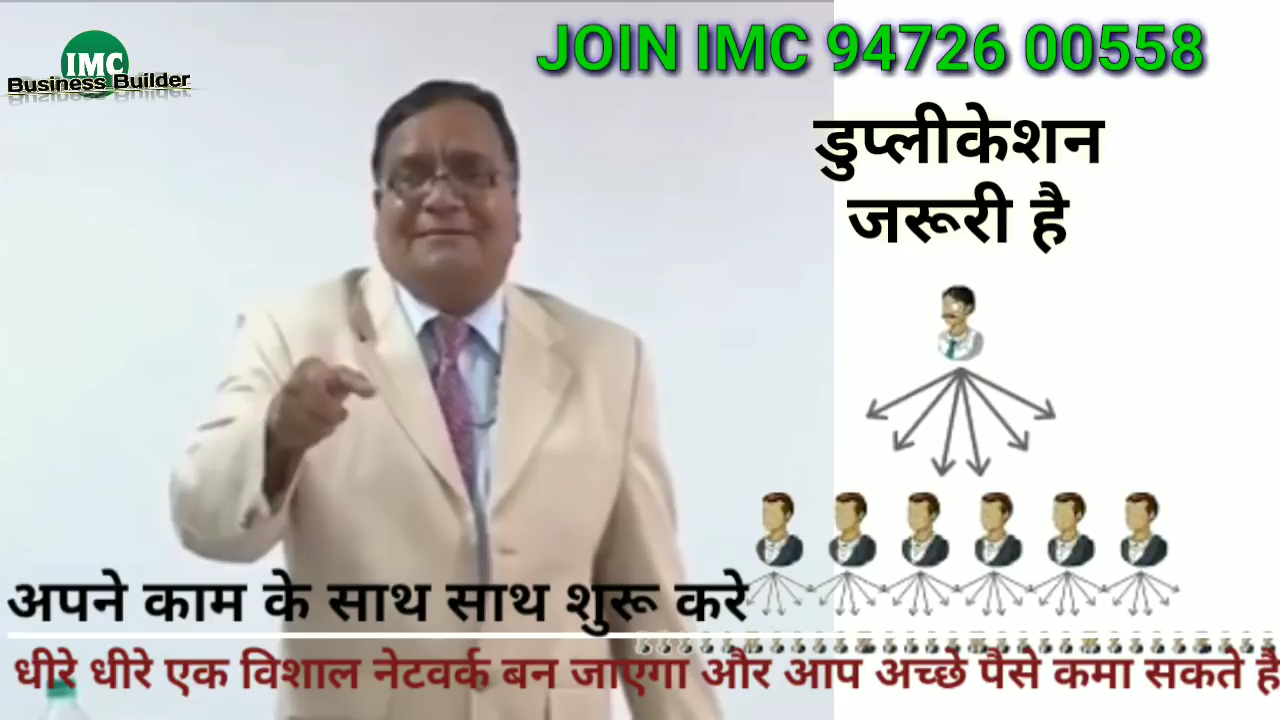 IMC
Business Builder
JOIN IMC 94726 00558
डुप्लीकेशन
जरूरी है
अपने काम के साथ साथ शुरू करे
धीरे धीरे एक विशाल नेटवर्क बन जाएगा और आप अच्छे पैसे कमा सकते है